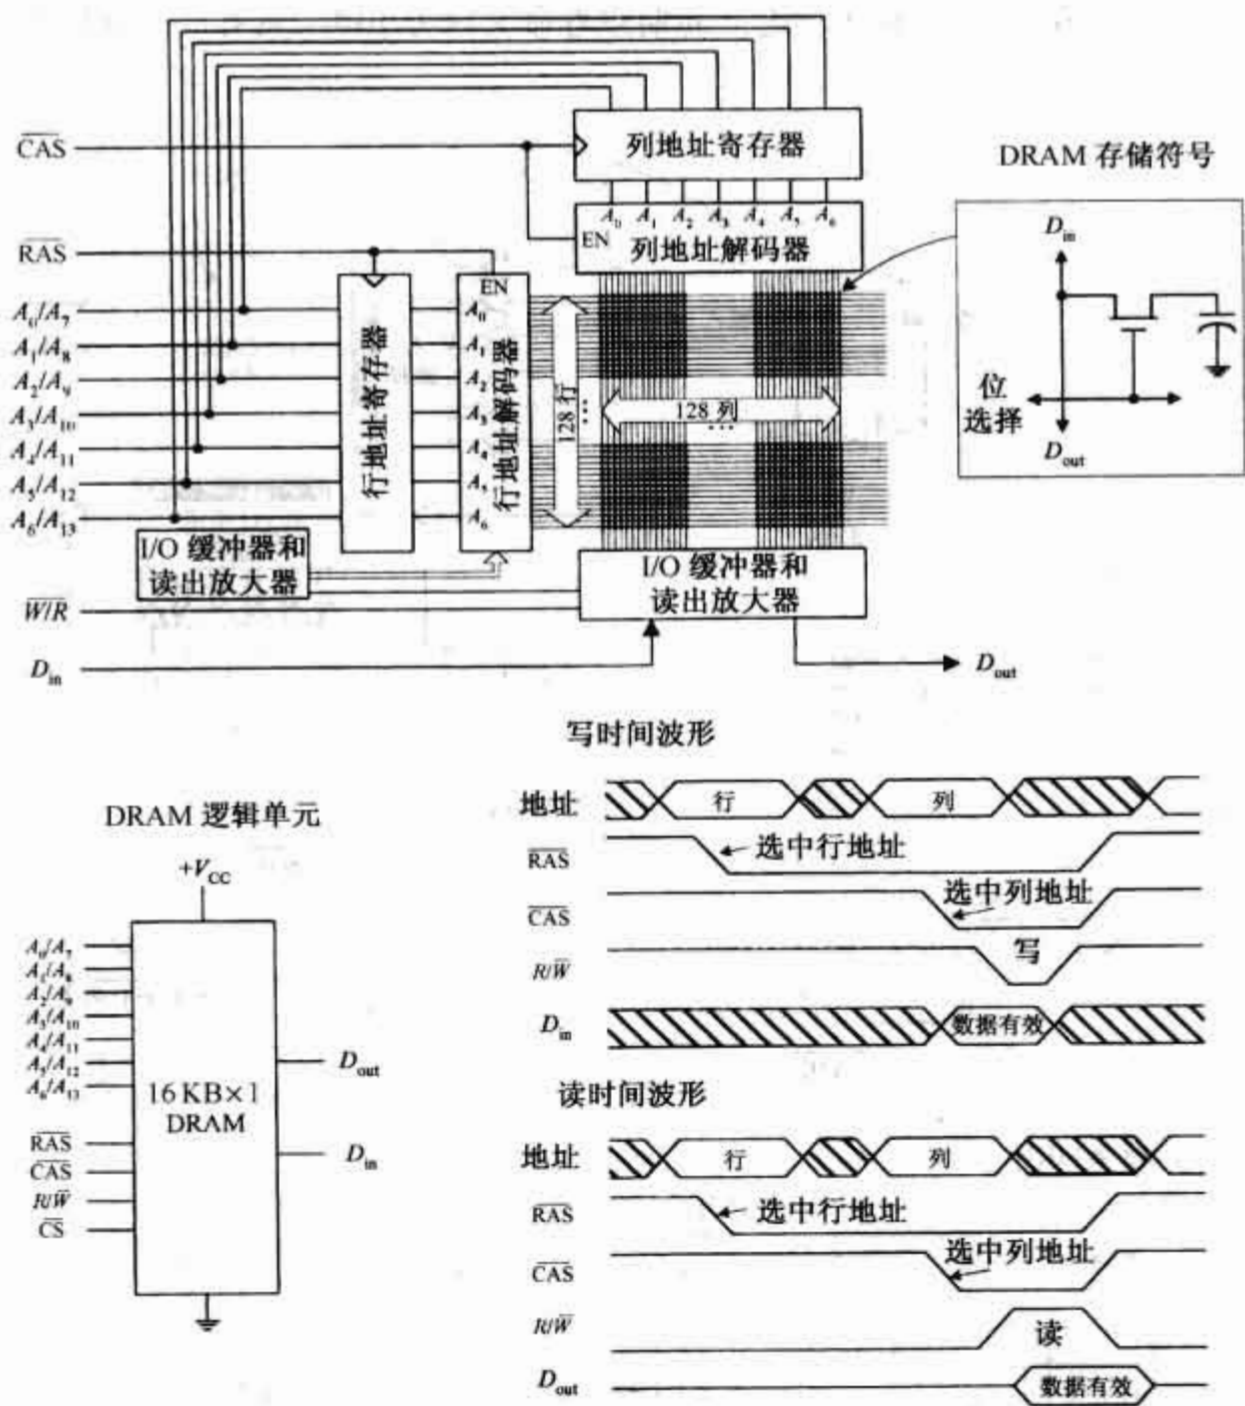 CAS
列地址寄存器
DRAM 存储符号
A₀ A₁ A₂ A₃ A₄ A₅ A₆
EN
列地址解码器
RAS
EN
A₀/A₇
A₁/A₈
A₂/A₉
A₃/A₁₀
A₄/A₁₁
A₅/A₁₂
A₆/A₁₃
行地址寄存器
A₀
A₁
A₂
A₃
A₄
A₅
A₆
行地址解码器
128 行
...
128 列
...
Din
位
选择
Dout
I/O 缓冲器和
读出放大器
I/O 缓冲器和
读出放大器
W/R
Din
Dout
写时间波形
DRAM 逻辑单元
+VCC
A₀/A₇
A₁/A₈
A₂/A₉
A₃/A₁₀
A₄/A₁₁
A₅/A₁₂
A₆/A₁₃
RAS
CAS
R/W̅
CS
16 KB×1
DRAM
Dout
Din
地址
行
列
RAS
选中行地址
CAS
选中列地址
R/W̅
写
Din
数据有效
读时间波形
地址
行
列
RAS
选中行地址
CAS
选中列地址
R/W̅
读
Dout
数据有效